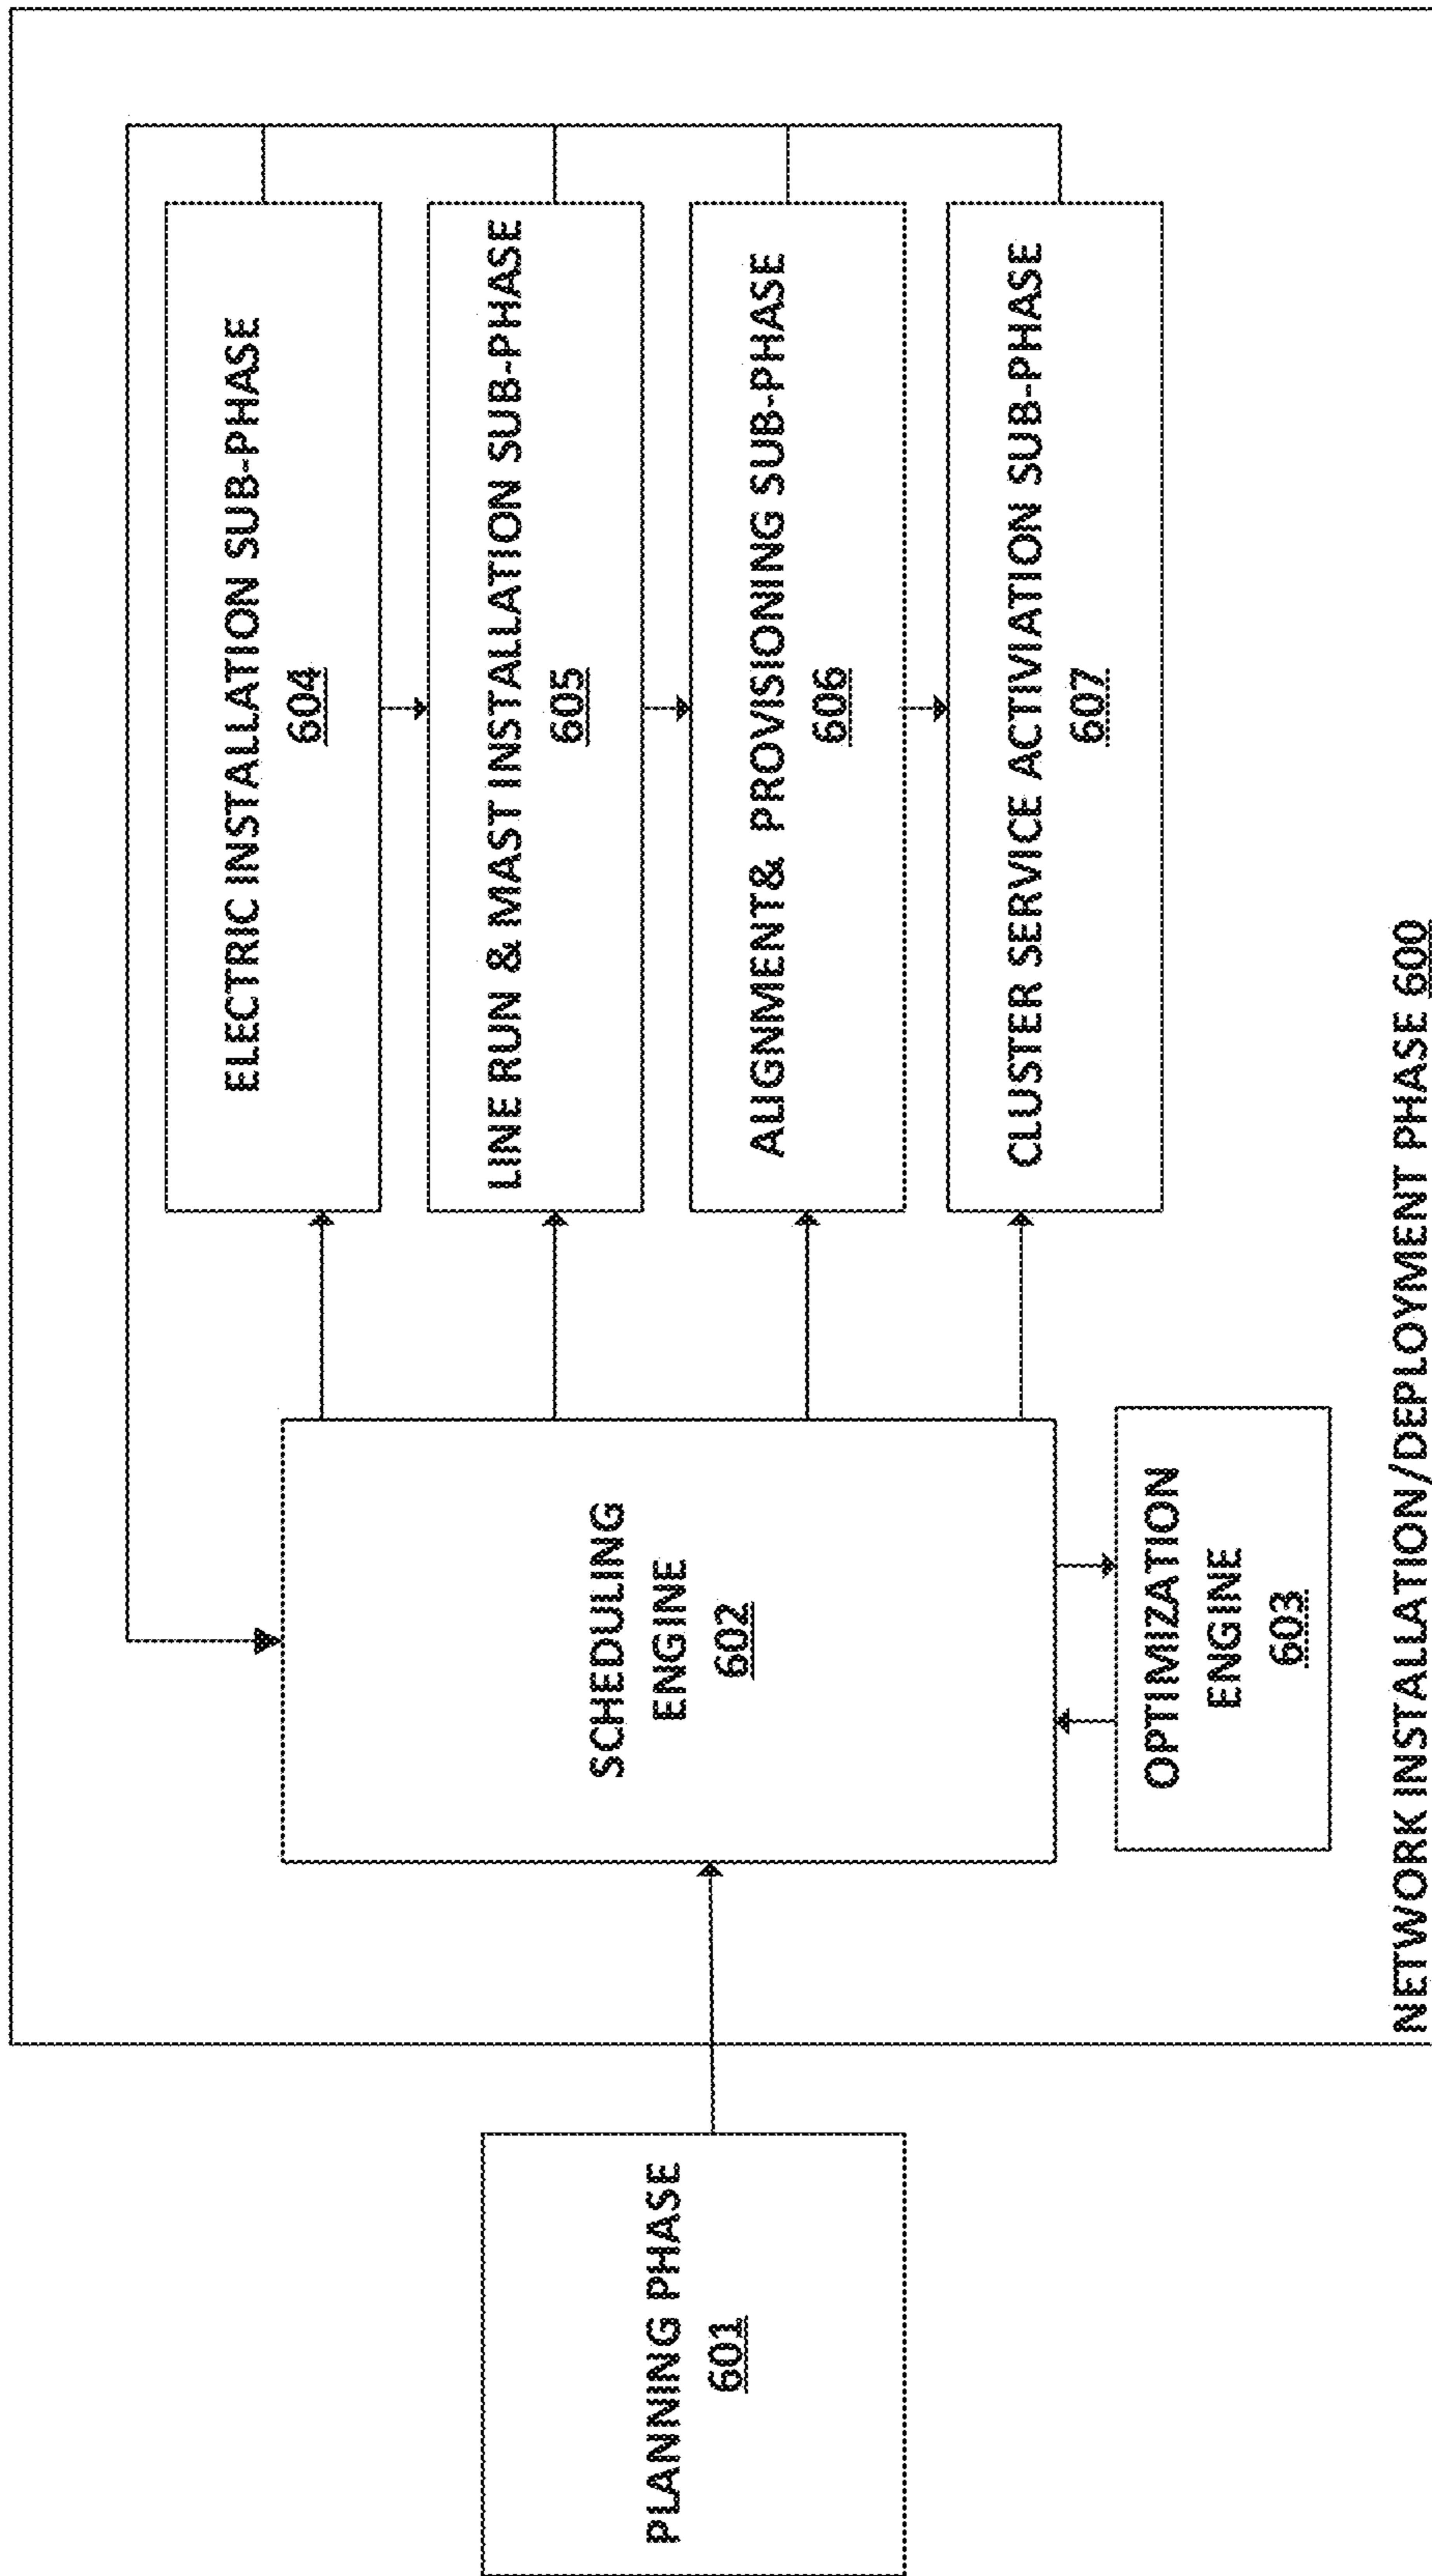 PLANNING PHASE
601
SCHEDULING
ENGINE
602
OPTIMIZATION
ENGINE
603
ELECTRIC INSTALLATION SUB-PHASE
604
LINE RUN & MAST INSTALLATION SUB-PHASE
605
ALIGNMENT& PROVISIONING SUB-PHASE
606
CLUSTER SERVICE ACTIVIATION SUB-PHASE
607
NETWORK INSTALLATION/DEPLOYMENT PHASE 600